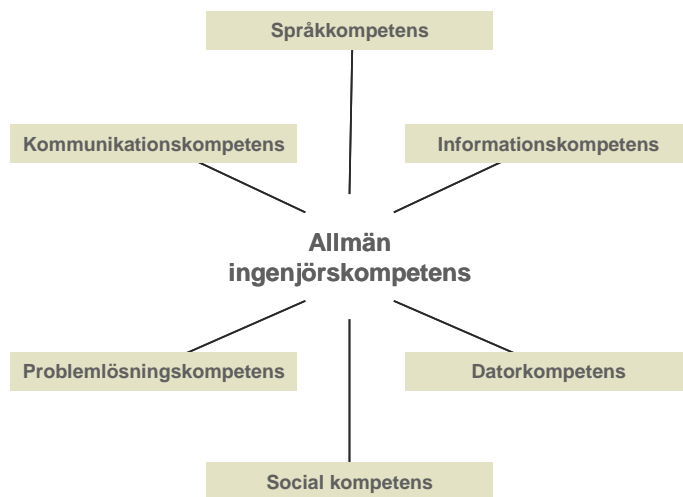 Språkkompetens
Kommunikationskompetens
Informationskompetens
Allmän
ingenjörskompetens
Problemlösningskompetens
Datorkompetens
Social kompetens